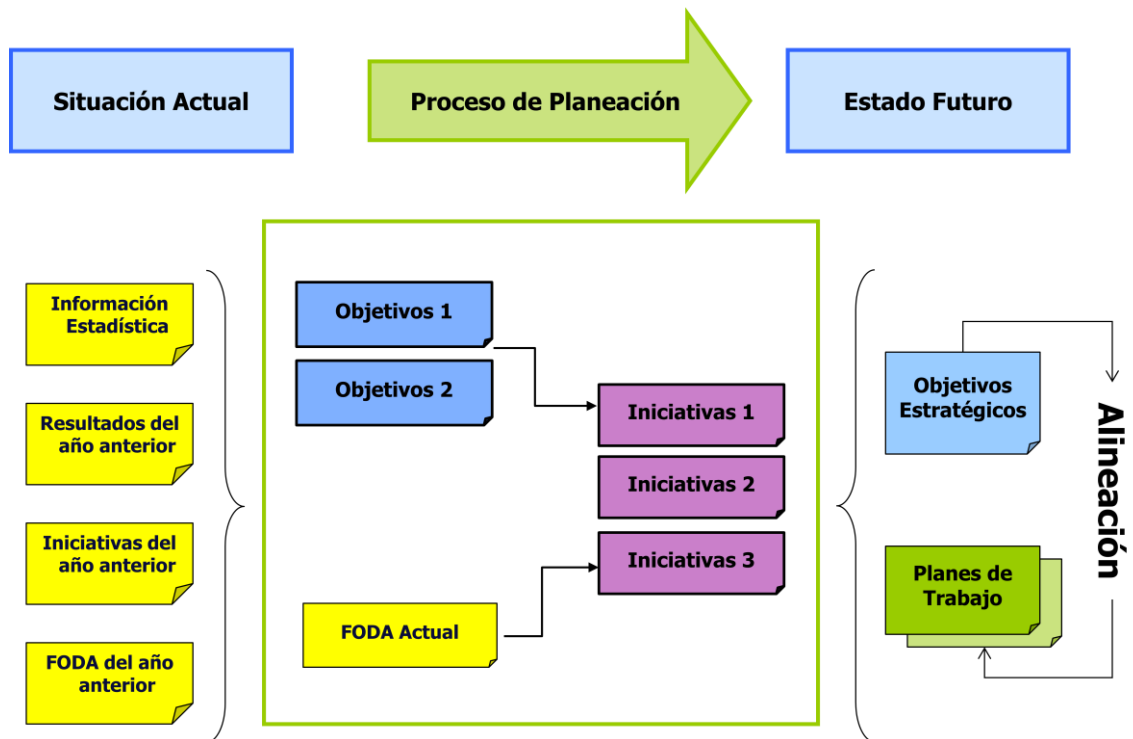 Situación Actual
Proceso de Planeación
Estado Futuro
Información
Estadística
Resultados del
año anterior
Iniciativas del
año anterior
FODA del año
anterior
Objetivos 1
Objetivos 2
Iniciativas 1
Iniciativas 2
Iniciativas 3
FODA Actual
Objetivos
Estratégicos
Planes de
Trabajo
Alineación